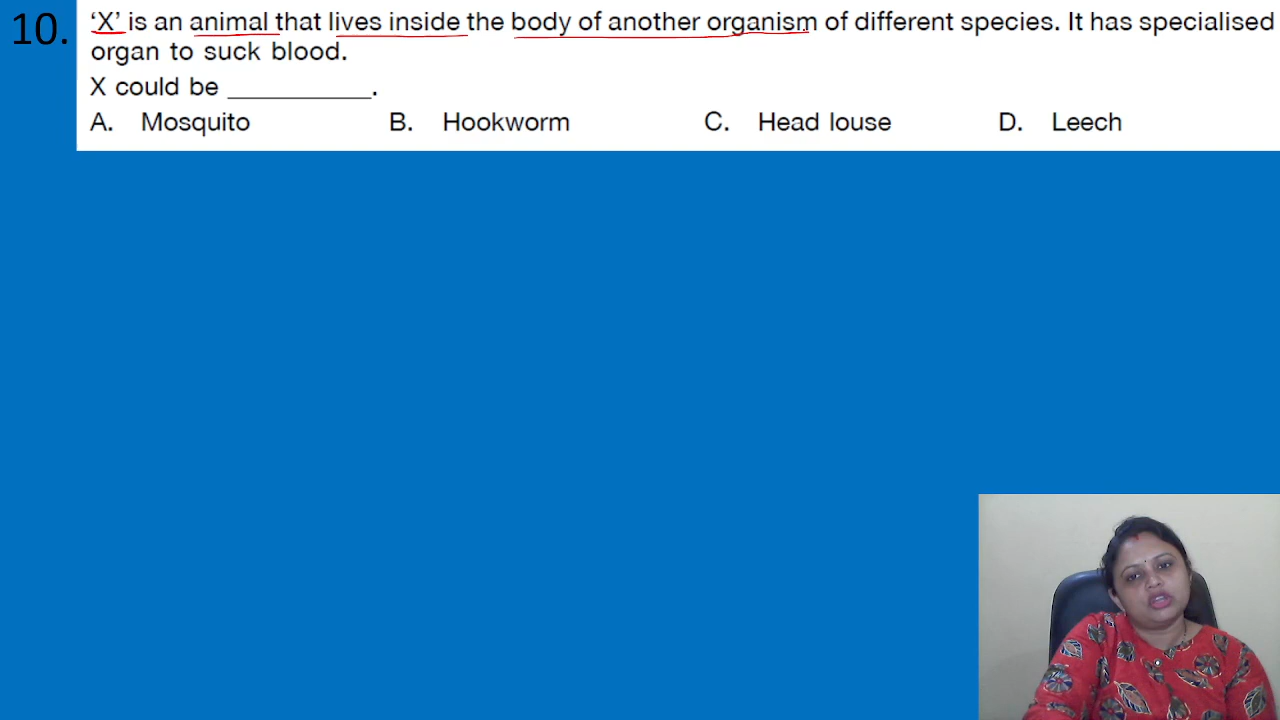 10. ‘X’ is an animal that lives inside the body of another organism of different species. It has specialised
organ to suck blood.
X could be __________.
A. Mosquito B. Hookworm C. Head louse D. Leech